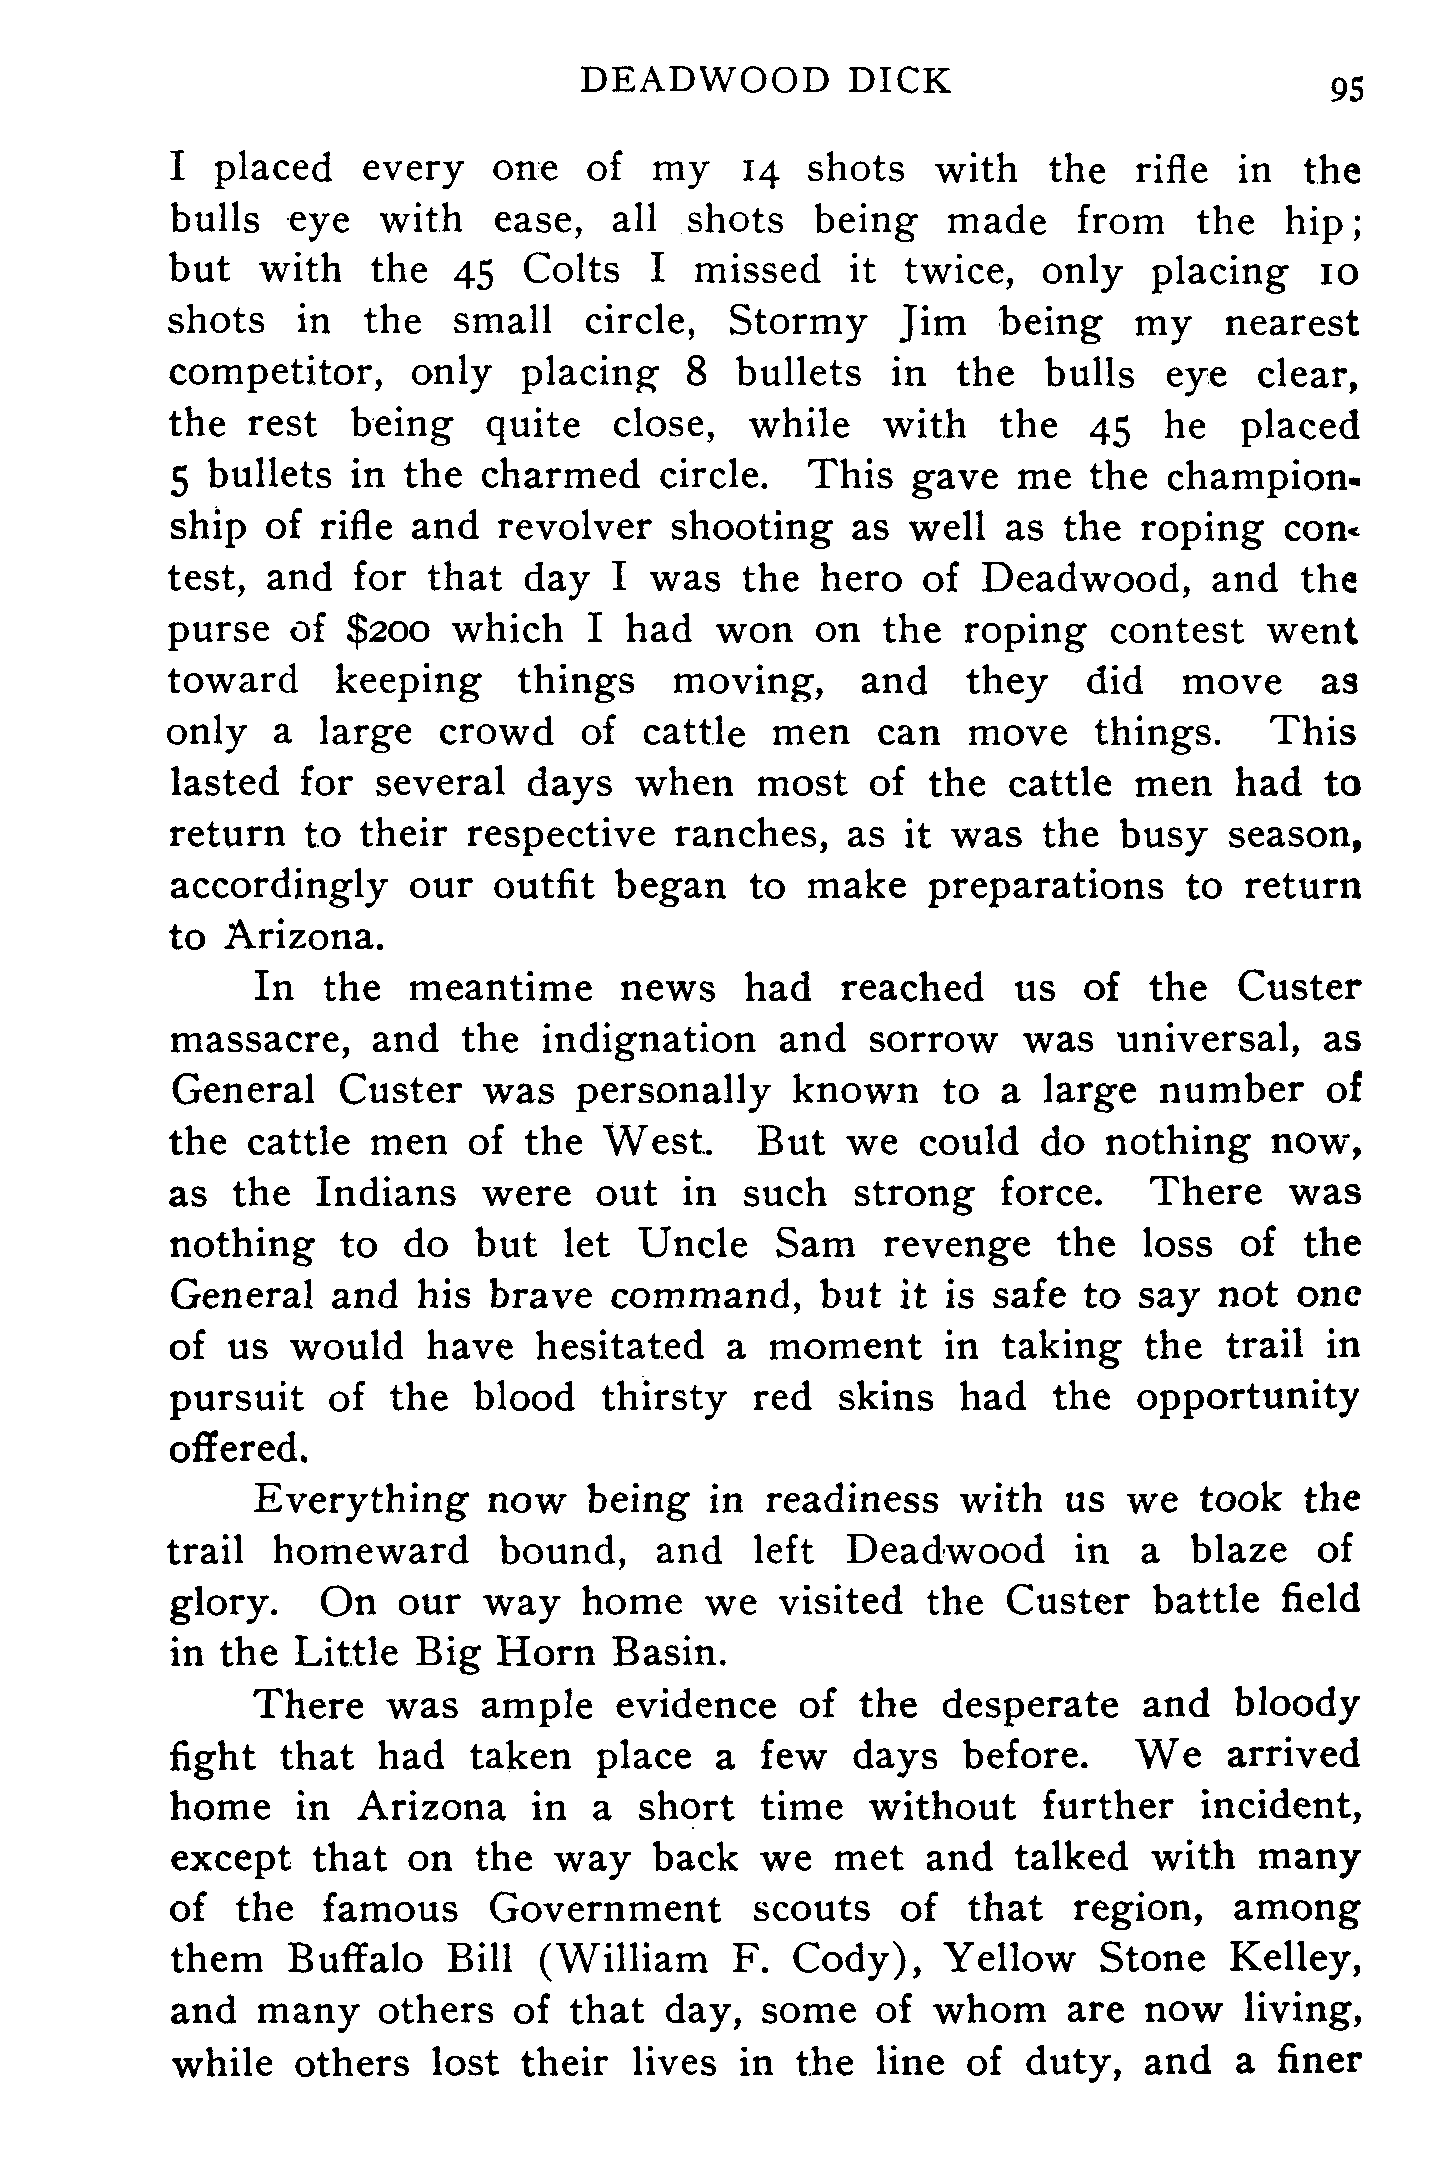 DEADWOOD DICK 95
I placed every one of my 14 shots with the rifle in the
bulls eye with ease, all shots being made from the hip;
but with the 45 Colts I missed it twice, only placing 10
shots in the small circle, Stormy Jim being my nearest
competitor, only placing 8 bullets in the bulls eye clear,
the rest being quite close, while with the 45 he placed
5 bullets in the charmed circle. This gave me the champion-
ship of rifle and revolver shooting as well as the roping con-
test, and for that day I was the hero of Deadwood, and the
purse of $200 which I had won on the roping contest went
toward keeping things moving, and they did move as
only a large crowd of cattle men can move things. This
lasted for several days when most of the cattle men had to
return to their respective ranches, as it was the busy season,
accordingly our outfit began to make preparations to return
to Arizona.
In the meantime news had reached us of the Custer
massacre, and the indignation and sorrow was universal, as
General Custer was personally known to a large number of
the cattle men of the West. But we could do nothing now,
as the Indians were out in such strong force. There was
nothing to do but let Uncle Sam revenge the loss of the
General and his brave command, but it is safe to say not one
of us would have hesitated a moment in taking the trail in
pursuit of the blood thirsty red skins had the opportunity
offered.
Everything now being in readiness with us we took the
trail homeward bound, and left Deadwood in a blaze of
glory. On our way home we visited the Custer battle field
in the Little Big Horn Basin.
There was ample evidence of the desperate and bloody
fight that had taken place a few days before. We arrived
home in Arizona in a short time without further incident,
except that on the way back we met and talked with many
of the famous Government scouts of that region, among
them Buffalo Bill (William F. Cody), Yellow Stone Kelley,
and many others of that day, some of whom are now living,
while others lost their lives in the line of duty, and a finer